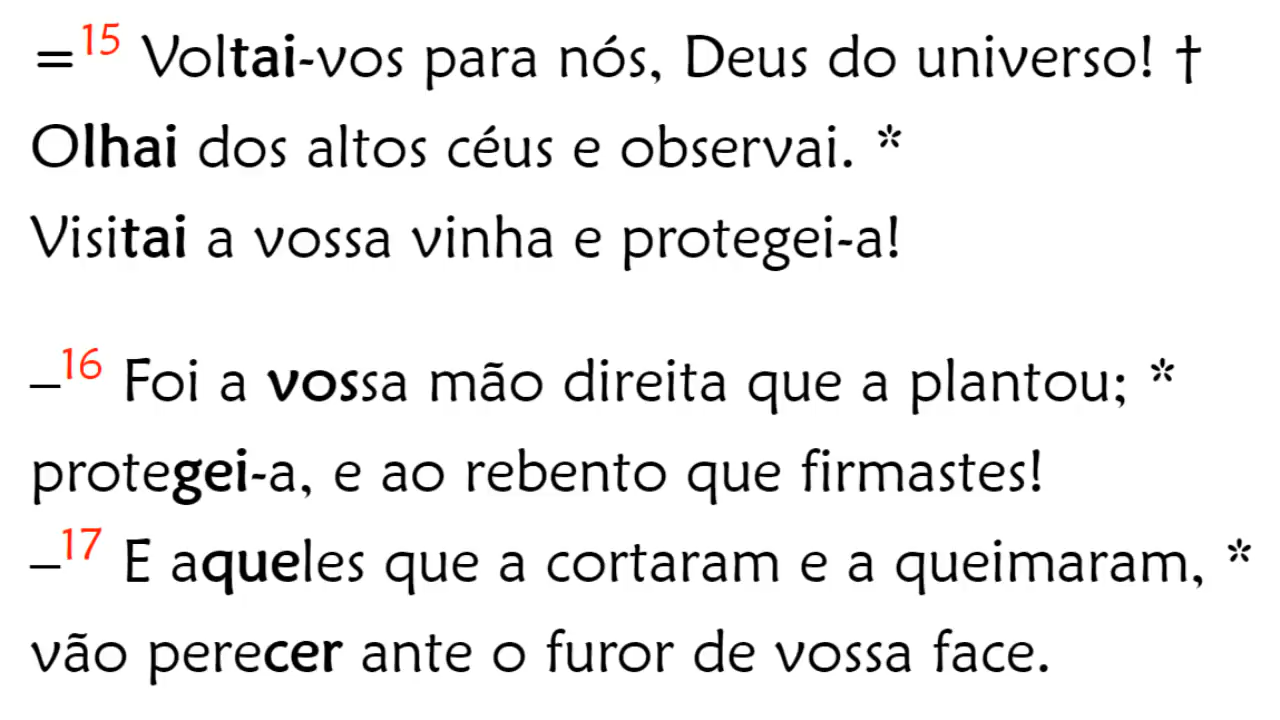 =15 Voltai-vos para nós, Deus do universo! †
Olhai dos altos céus e observai. *
Visitai a vossa vinha e protegei-a!
–16 Foi a vossa mão direita que a plantou; *
protegei-a, e ao rebento que firmastes!
–17 E aqueles que a cortaram e a queimaram, *
vão perecer ante o furor de vossa face.